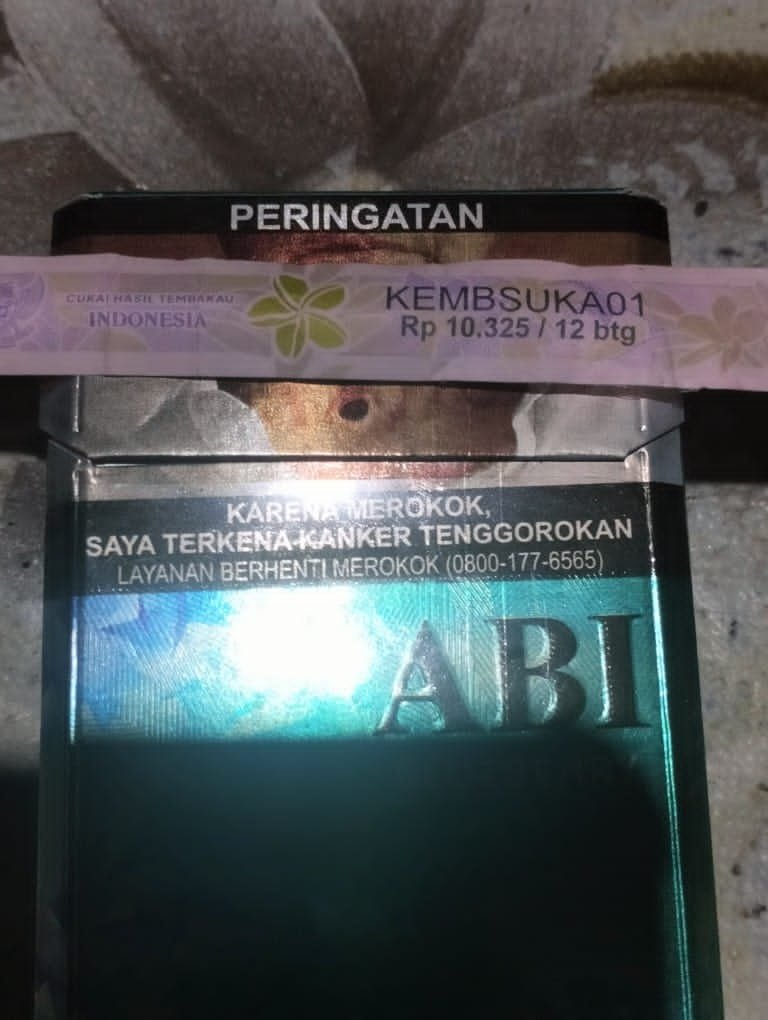 PERINGATAN
CUKAI HASIL TEMBAKAU
INDONESIA
KEMBSUKA01
Rp 10.325 / 12 btg
KARENA MEROKOK,
SAYA TERKENA KANKER TENGGOROKAN
LAYANAN BERHENTI MEROKOK (0800-177-6565)
ABI